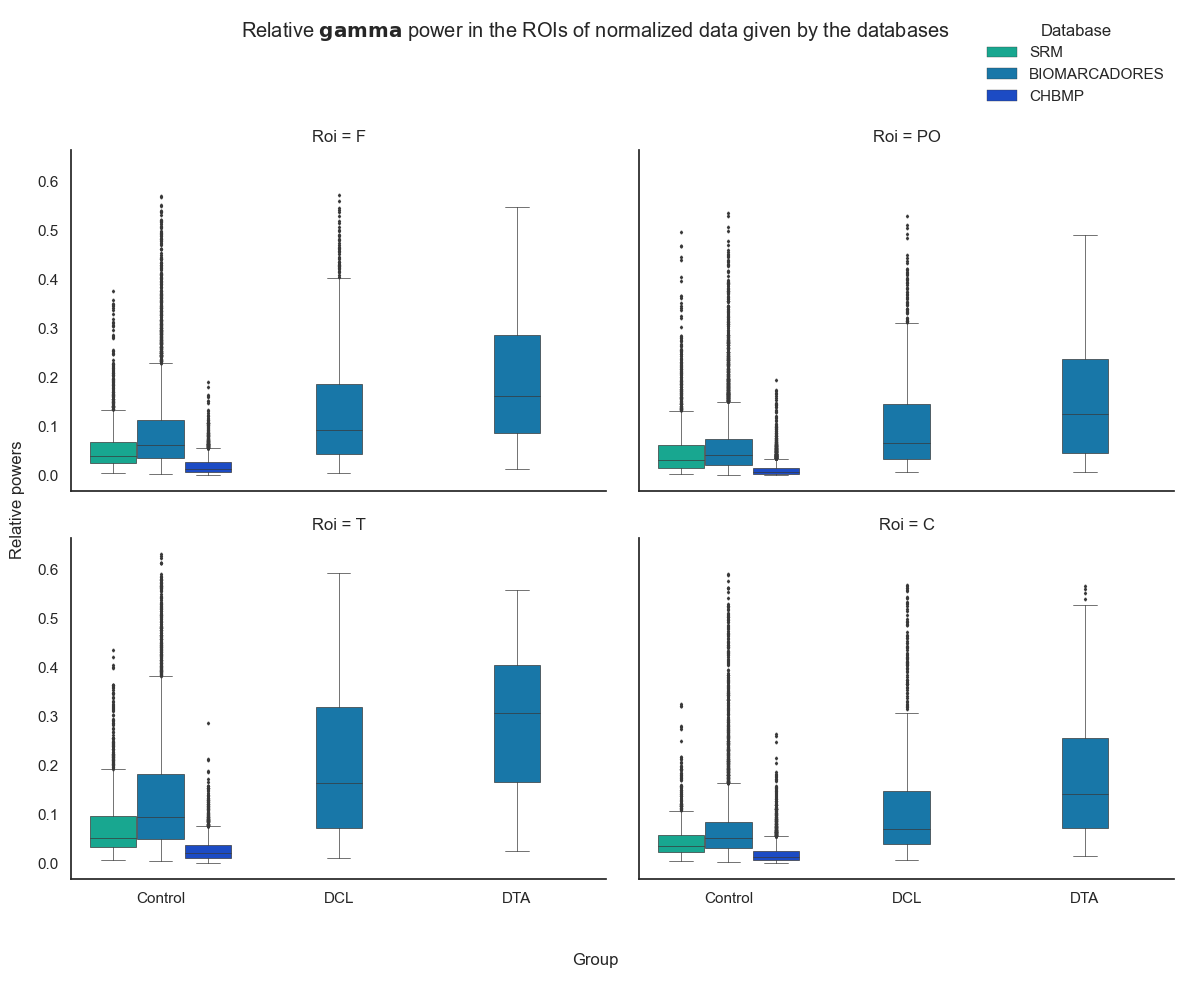 Relative gamma power in the ROIs of normalized data given by the databases
Database
SRM
BIOMARCADORES
CHBMP
Roi = F
Roi = PO
0.6
0.5
0.4
0.3
0.2
0.1
0.0
Relative powers
Roi = T
Roi = C
0.6
0.5
0.4
0.3
0.2
0.1
0.0
Control DCL DTA
Control DCL DTA
Group